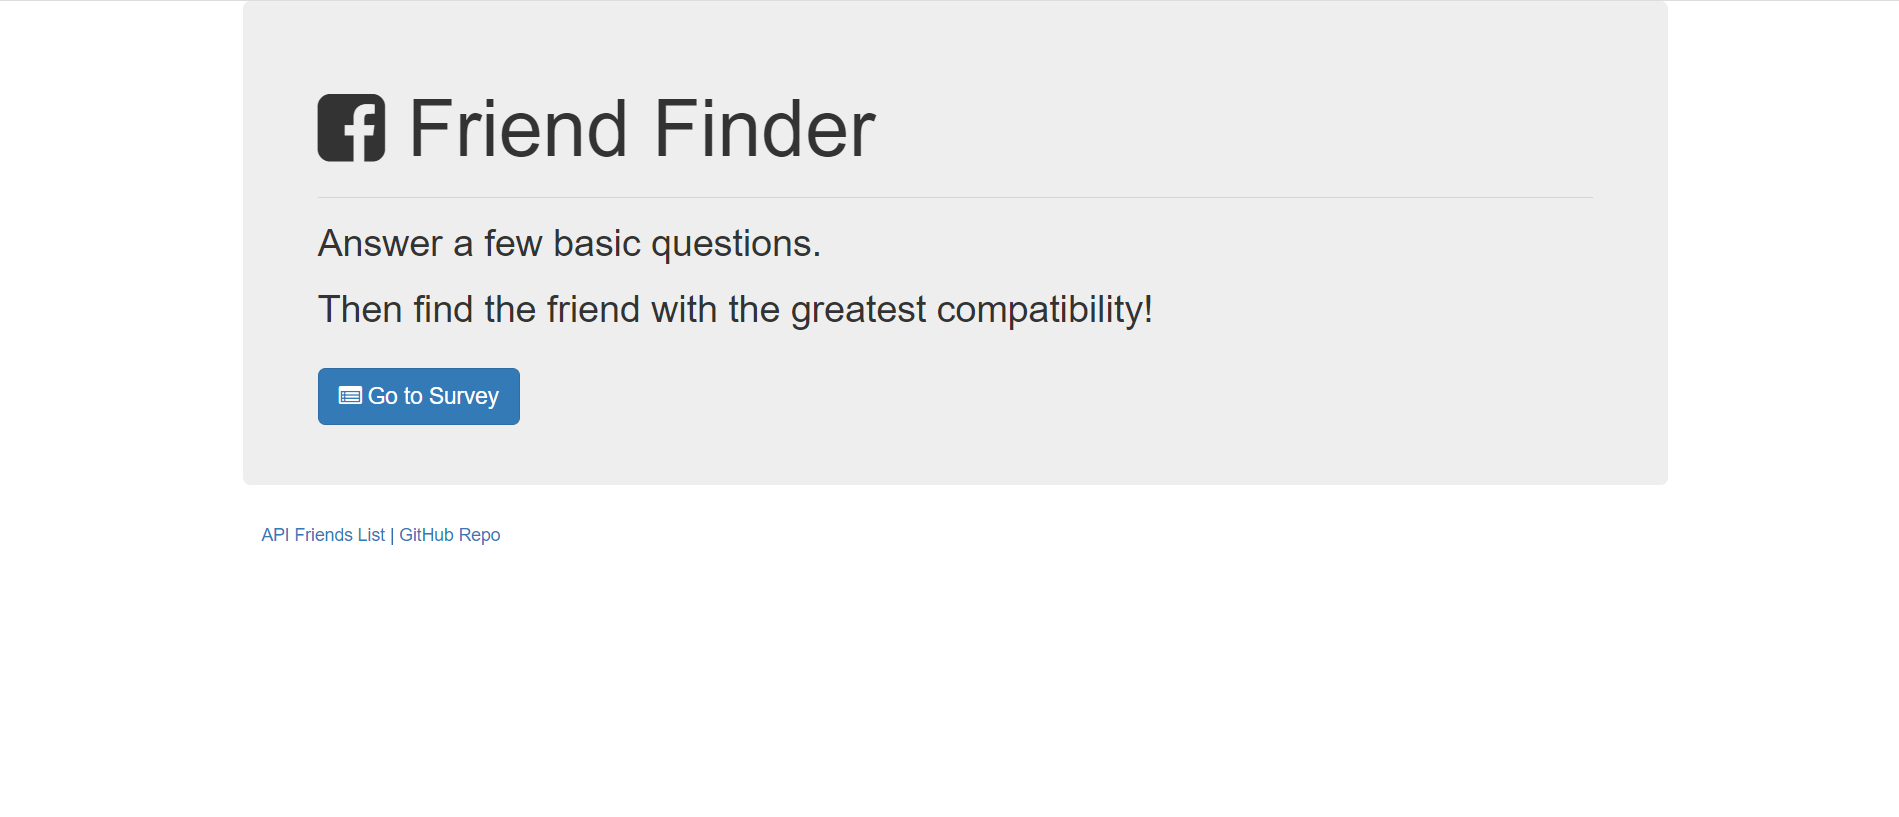 Friend Finder
Answer a few basic questions.
Then find the friend with the greatest compatibility!
Go to Survey
API Friends List | GitHub Repo